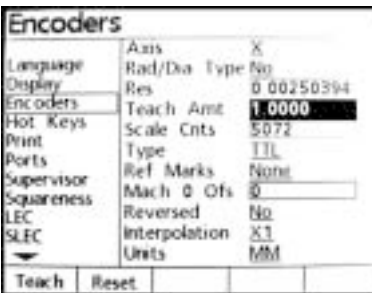 Encoders
Language
Display
Encoders
Hot Keys
Print
Ports
Supervisor
Squareness
LEC
SLEC
Axis X
Rad/Dia Type No
Res 0.00250394
Teach Amt 1.0000
Scale Cnts 5072
Type TTL
Ref Marks None
Mach 0 Ofs 0
Reversed No
Interpolation X1
Units MM
Teach Reset